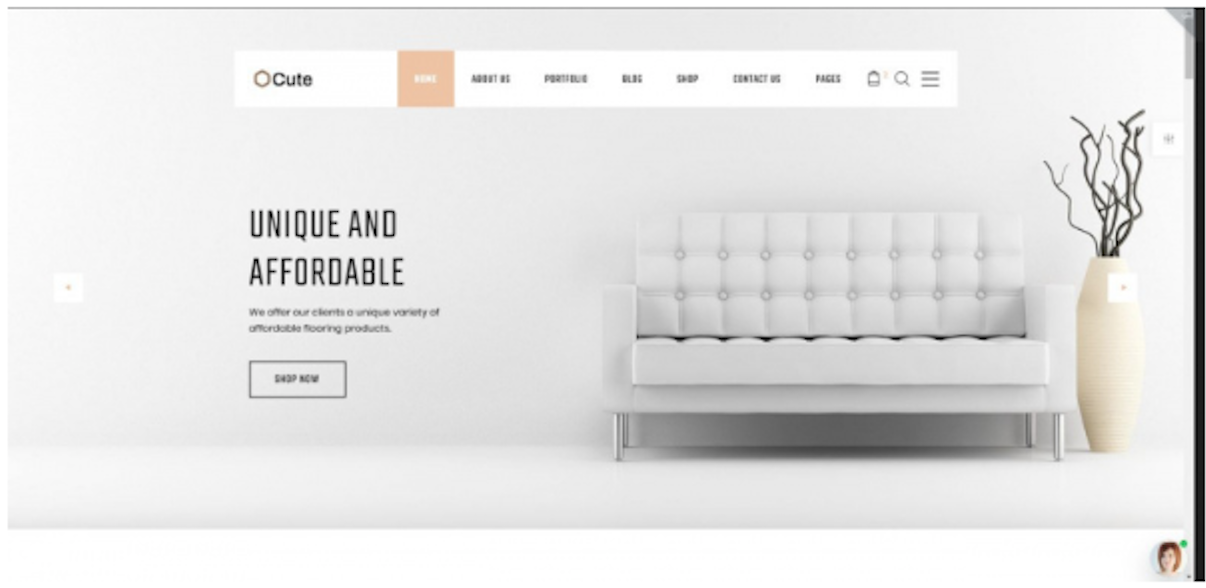 Cute
HOME ABOUT US PORTFOLIO BLOG SHOP CONTACT US PAGES
UNIQUE AND
AFFORDABLE
We offer our clients a unique variety of
affordable flooring products.
SHOP NOW